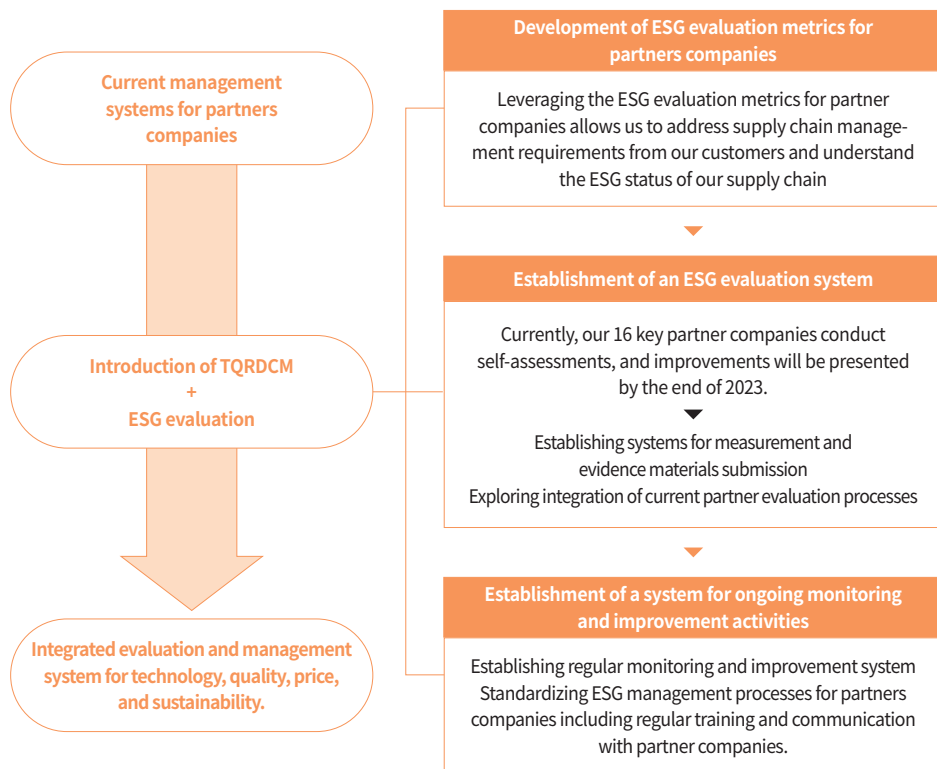 Current management
systems for partners
companies
Introduction of TQRDCM
+
ESG evaluation
Integrated evaluation and management
system for technology, quality, price,
and sustainability.
Development of ESG evaluation metrics for
partners companies
Leveraging the ESG evaluation metrics for partner
companies allows us to address supply chain manage-
ment requirements from our customers and understand
the ESG status of our supply chain
Establishment of an ESG evaluation system
Currently, our 16 key partner companies conduct
self-assessments, and improvements will be presented
by the end of 2023.
Establishing systems for measurement and
evidence materials submission
Exploring integration of current partner evaluation processes
Establishment of a system for ongoing monitoring
and improvement activities
Establishing regular monitoring and improvement system
Standardizing ESG management processes for partners
companies including regular training and communication
with partner companies.